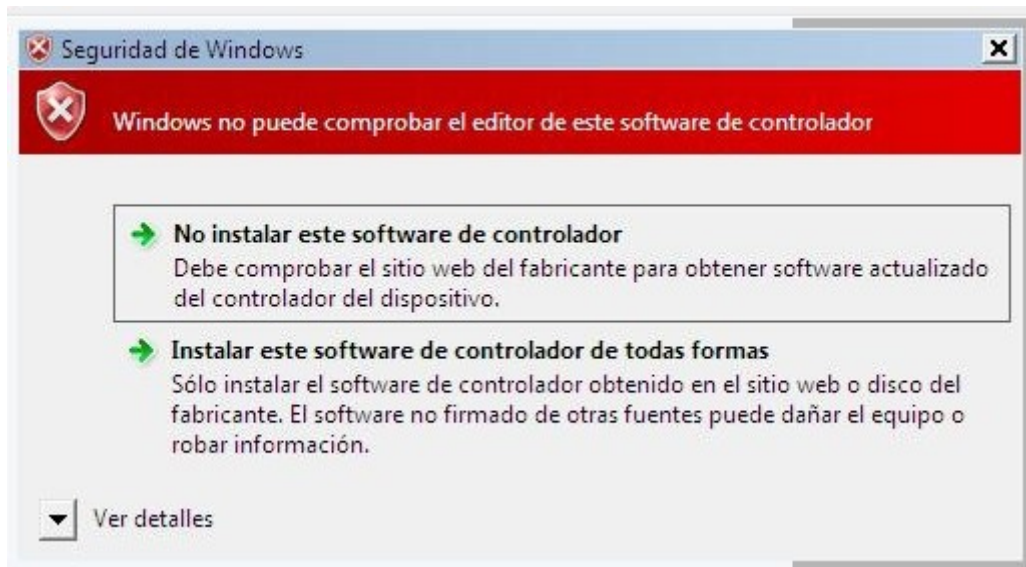 Seguridad de Windows
Windows no puede comprobar el editor de este software de controlador
No instalar este software de controlador
Debe comprobar el sitio web del fabricante para obtener software actualizado
del controlador del dispositivo.
Instalar este software de controlador de todas formas
Sólo instalar el software de controlador obtenido en el sitio web o disco del
fabricante. El software no firmado de otras fuentes puede dañar el equipo o
robar información.
Ver detalles